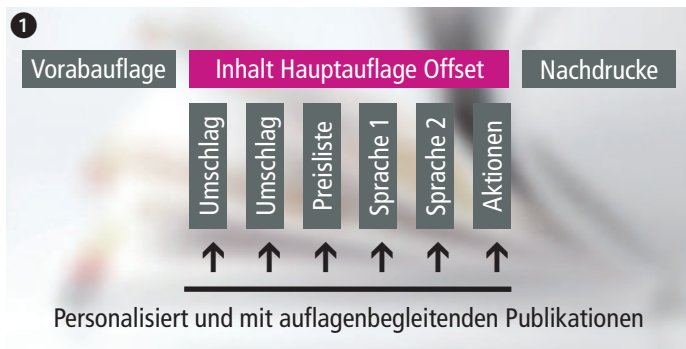 1
Vorabauflage
Inhalt Hauptauflage Offset
Nachdrucke
Umschlag
Umschlag
Preisliste
Sprache 1
Sprache 2
Aktionen
Personalisiert und mit auflagenbegleitenden Publikationen